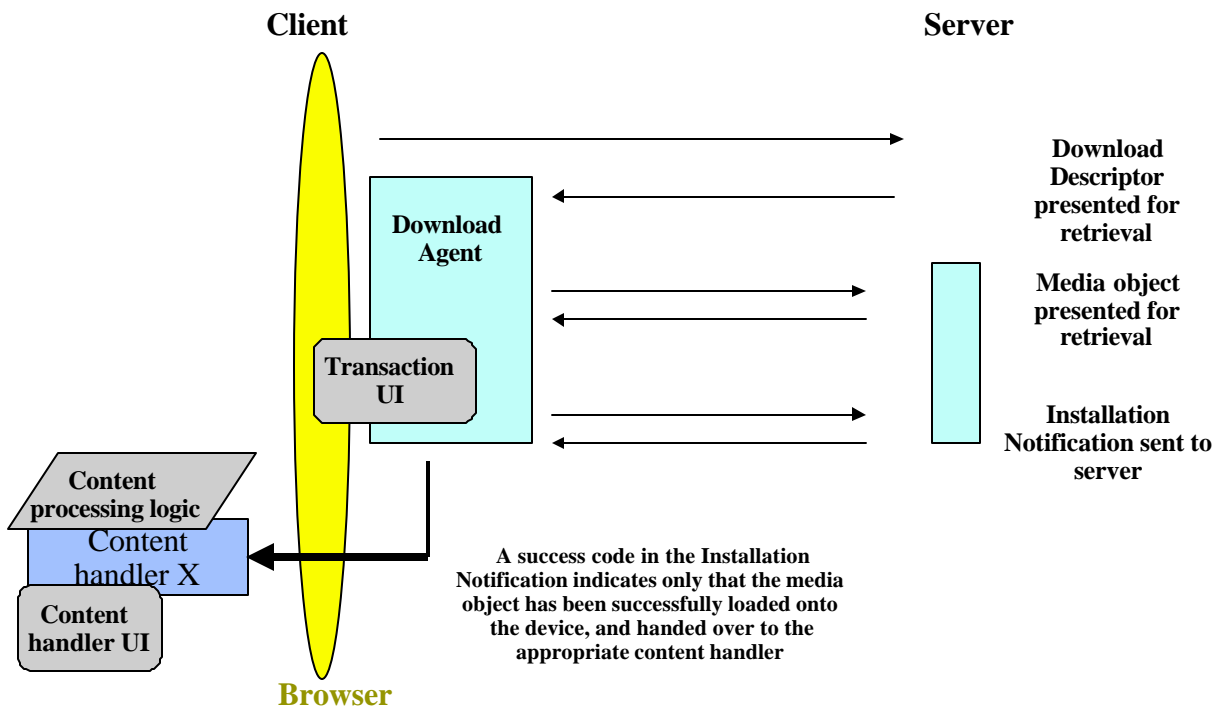 Client
Server
Download
Descriptor
presented for
retrieval
Download
Agent
Media object
presented for
retrieval
Transaction
UI
Installation
Notification sent to
server
Content
processing logic
Content
handler X
Content
handler UI
A success code in the Installation
Notification indicates only that the media
object has been successfully loaded onto
the device, and handed over to the
appropriate content handler
Browser